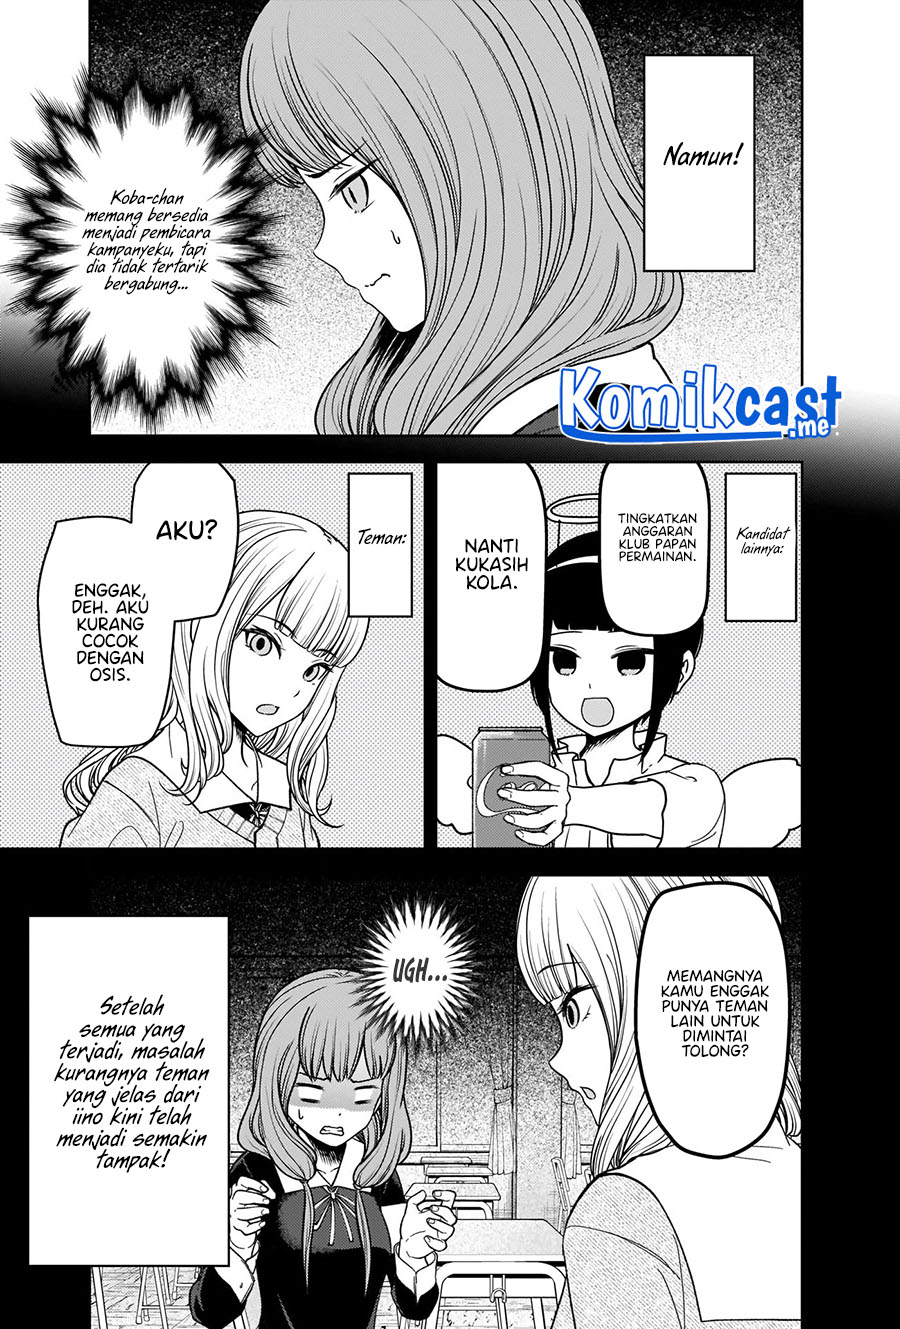 Namun!
Koba-chan
memang bersedia
menjadi pembicara
kampanyeku, tapi
dia tidak tertarik
bergabung...
Komikcast
.me
Kandidat
lainnya:
TINGKATKAN
ANGGARAN
KLUB PAPAN
PERMAINAN.
NANTI
KUKASIH
KOLA.
Teman:
AKU?
ENGGAK,
DEH. AKU
KURANG
COCOK
DENGAN
OSIS.
MEMANGNYA
KAMU ENGGAK
PUNYA TEMAN
LAIN UNTUK
DIMINTAI
TOLONG?
UGH...
Setelah
semua yang
terjadi, masalah
kurangnya teman
yang jelas dari
iino kini telah
menjadi semakin
tampak!